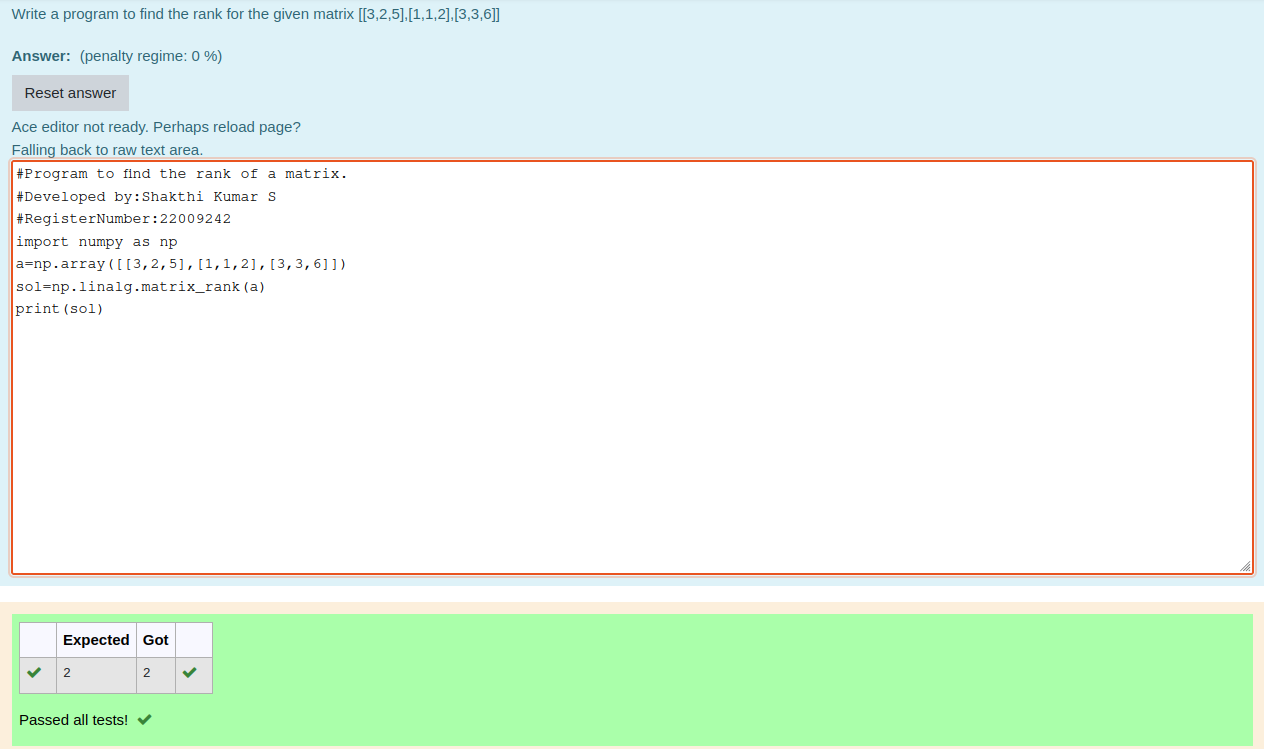 Write a program to find the rank for the given matrix [[3,2,5],[1,1,2],[3,3,6]]
Answer: (penalty regime: 0 %)
Reset answer
Ace editor not ready. Perhaps reload page?
Falling back to raw text area.
#Program to find the rank of a matrix.
#Developed by:Shakthi Kumar S
#RegisterNumber:22009242
import numpy as np
a=np.array([[3,2,5],[1,1,2],[3,3,6]])
sol=np.linalg.matrix_rank(a)
print(sol)
Expected Got
2 2
Passed all tests!